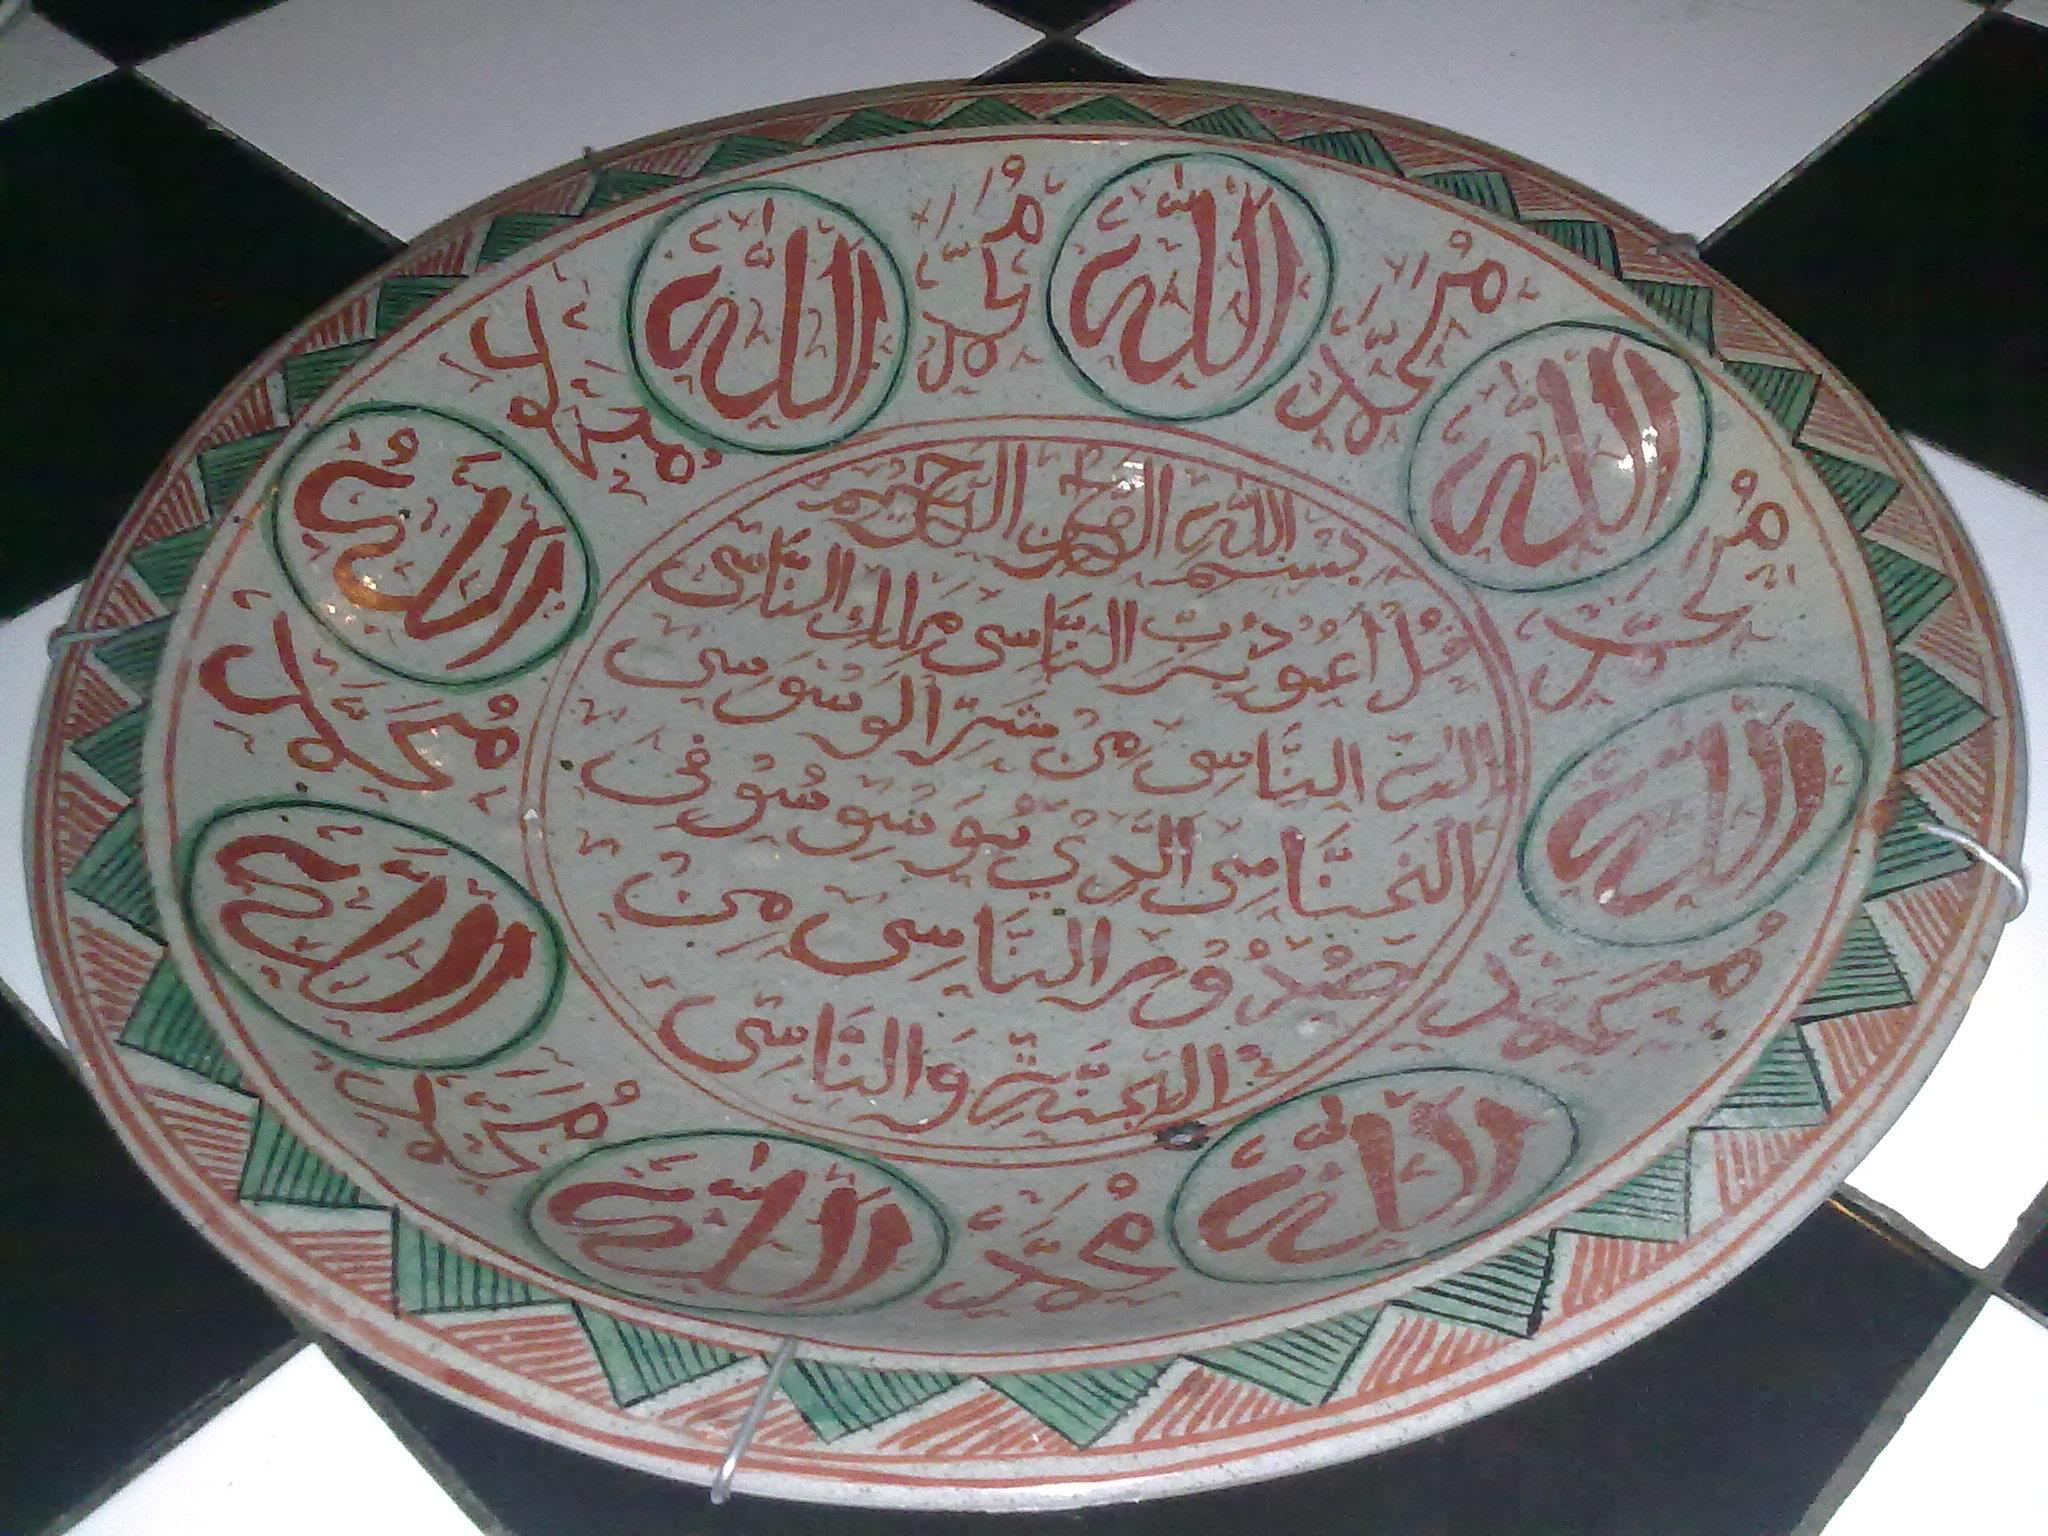 بسم الله الرحمن الرحيم
قل اعوذ برب الناس ملك الناس
اله الناس من شر الوسوس
الخناس الذي يوسوس في
صدور الناس من
الجنة والناس
الله
محمد
الله
محمد
الله
محمد
الله
محمد
الله
محمد
الله
محمد
الله
محمد
الله
محمد